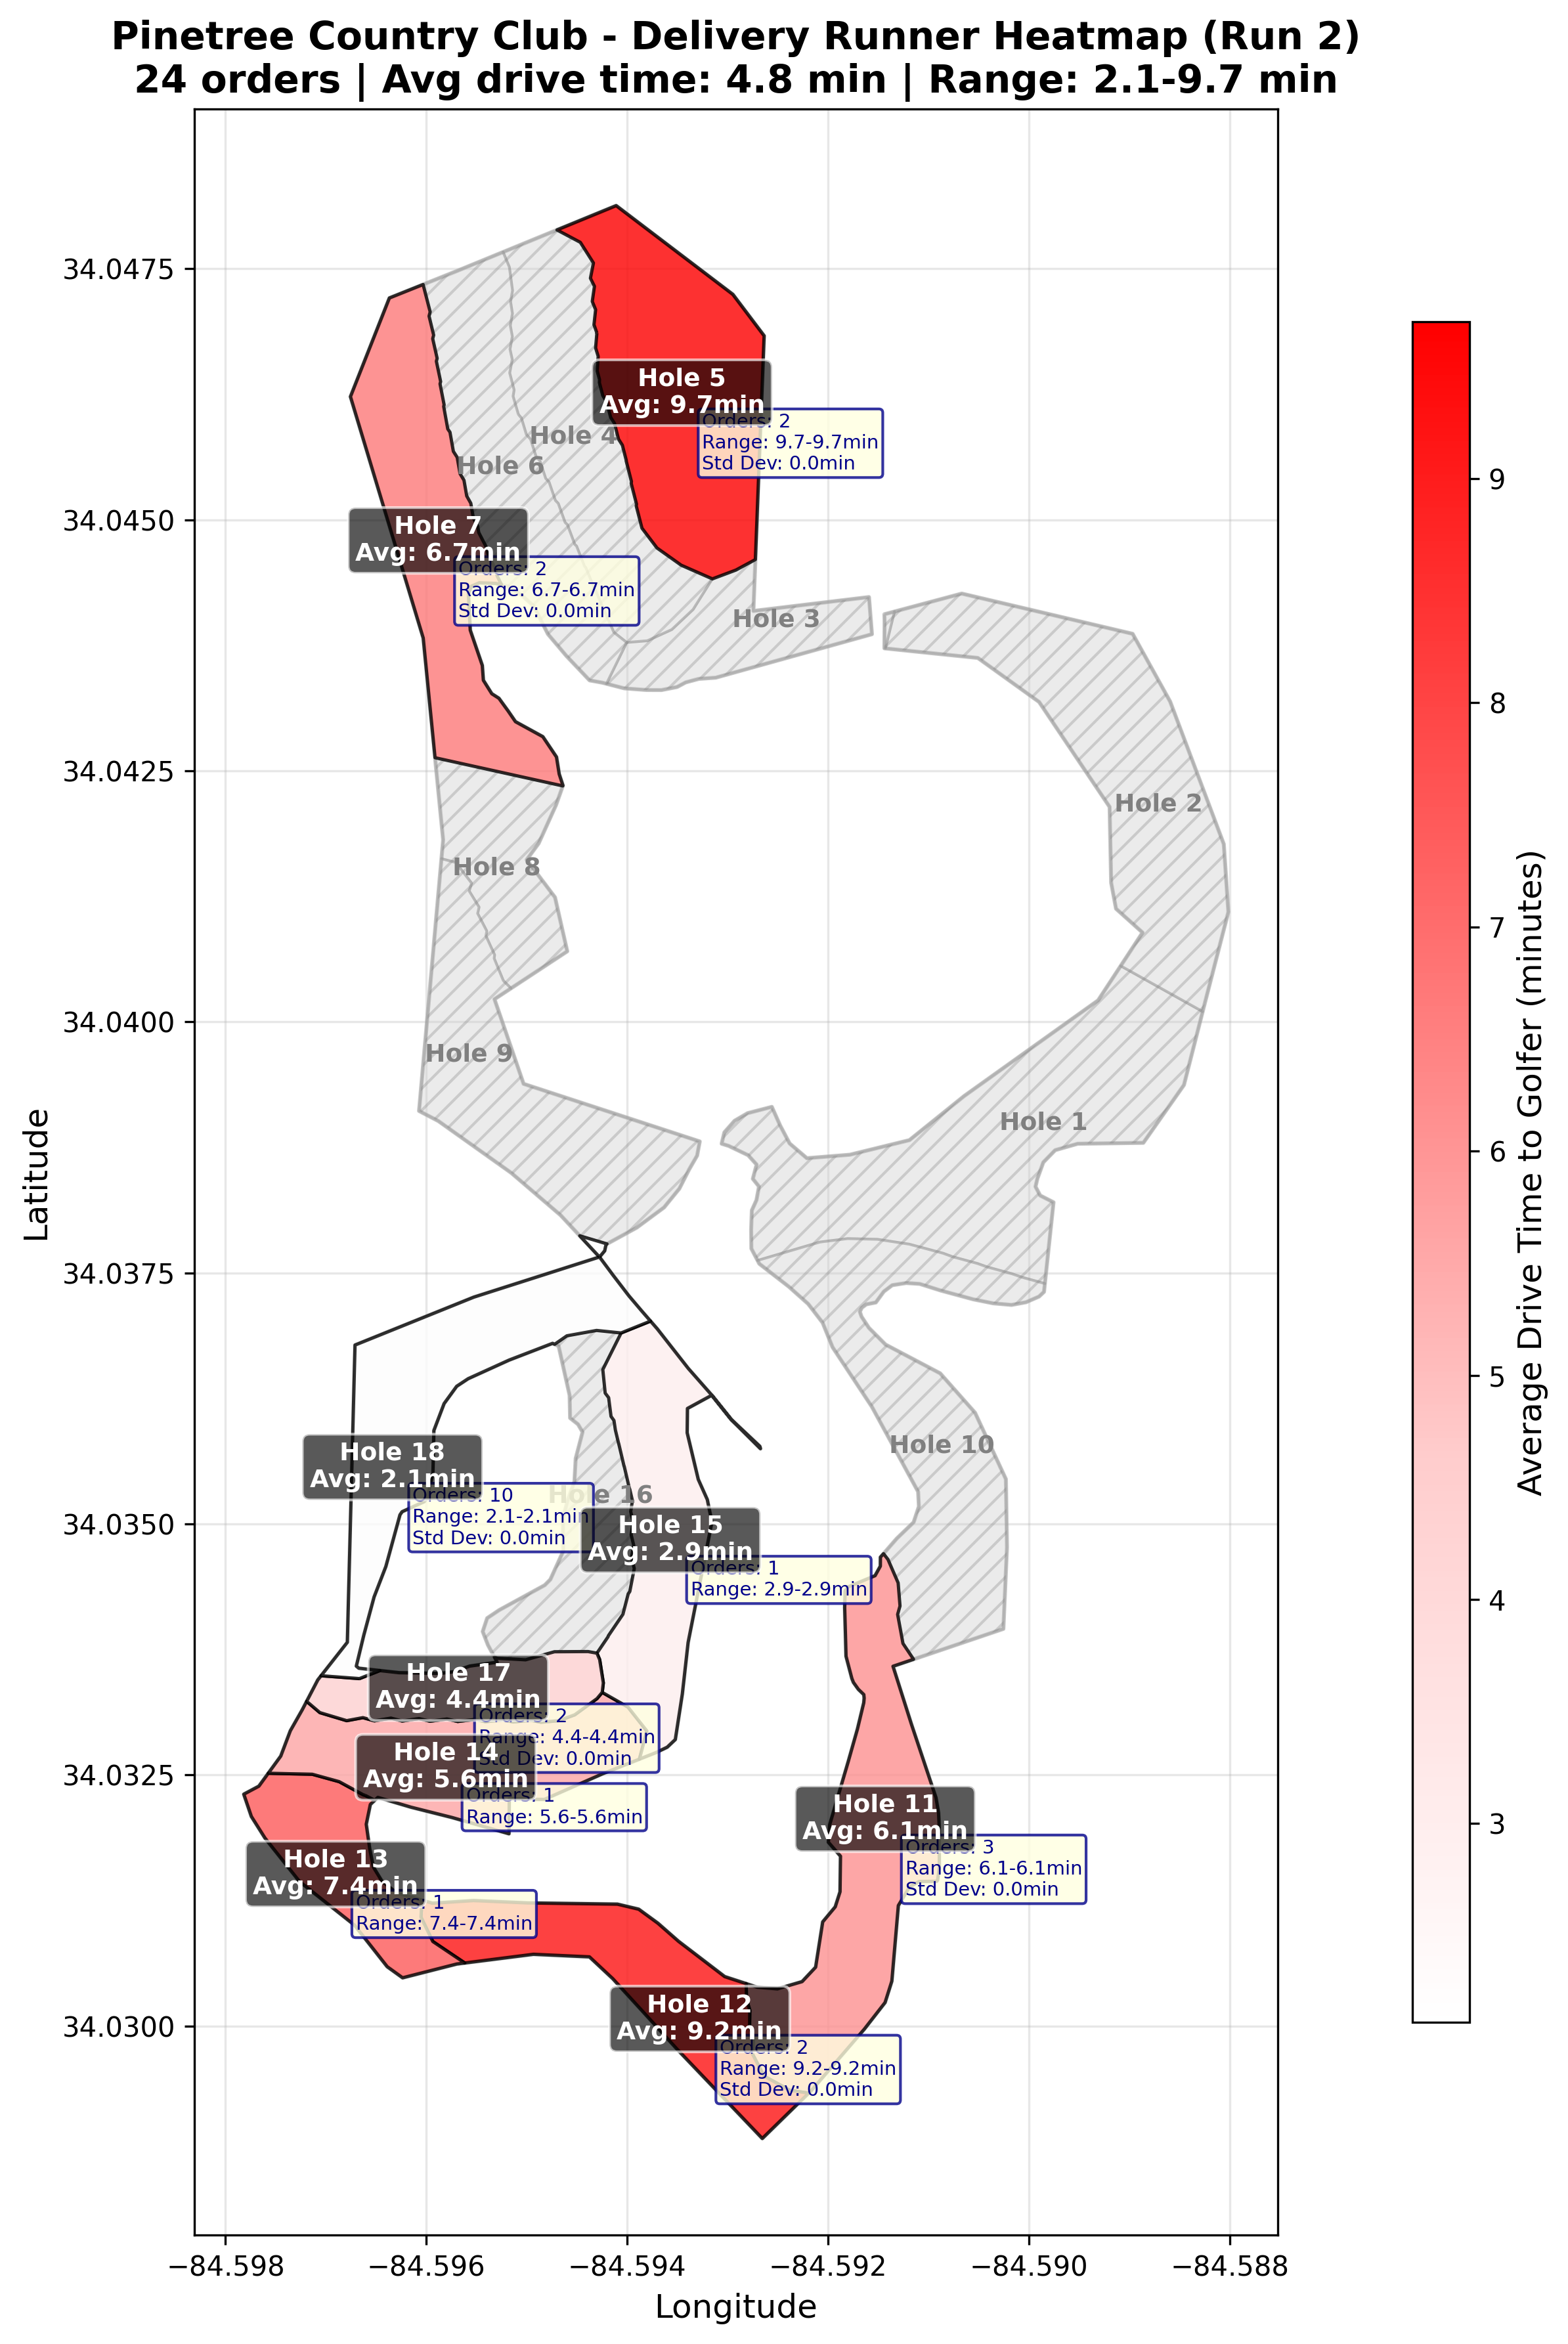 Pinetree Country Club - Delivery Runner Heatmap (Run 2)
24 orders | Avg drive time: 4.8 min | Range: 2.1-9.7 min
34.0475
34.0450
34.0425
34.0400
34.0375
34.0350
34.0325
34.0300
Latitude
Hole 5
Avg: 9.7min
Orders: 2
Range: 9.7-9.7min
Std Dev: 0.0min
Hole 4
Hole 6
Hole 7
Avg: 6.7min
Orders: 2
Range: 6.7-6.7min
Std Dev: 0.0min
Hole 3
Hole 2
Hole 8
Hole 9
Hole 1
Hole 10
Hole 18
Avg: 2.1min
Orders: 10
Range: 2.1-2.1min
Std Dev: 0.0min
Hole 16
Hole 15
Avg: 2.9min
Orders: 1
Range: 2.9-2.9min
Hole 17
Avg: 4.4min
Orders: 2
Range: 4.4-4.4min
Std Dev: 0.0min
Hole 14
Avg: 5.6min
Orders: 1
Range: 5.6-5.6min
Hole 11
Avg: 6.1min
Orders: 3
Range: 6.1-6.1min
Std Dev: 0.0min
Hole 13
Avg: 7.4min
Orders: 1
Range: 7.4-7.4min
Hole 12
Avg: 9.2min
Orders: 2
Range: 9.2-9.2min
Std Dev: 0.0min
−84.598
−84.596
−84.594
−84.592
−84.590
−84.588
Longitude
9
8
7
6
5
4
3
Average Drive Time to Golfer (minutes)